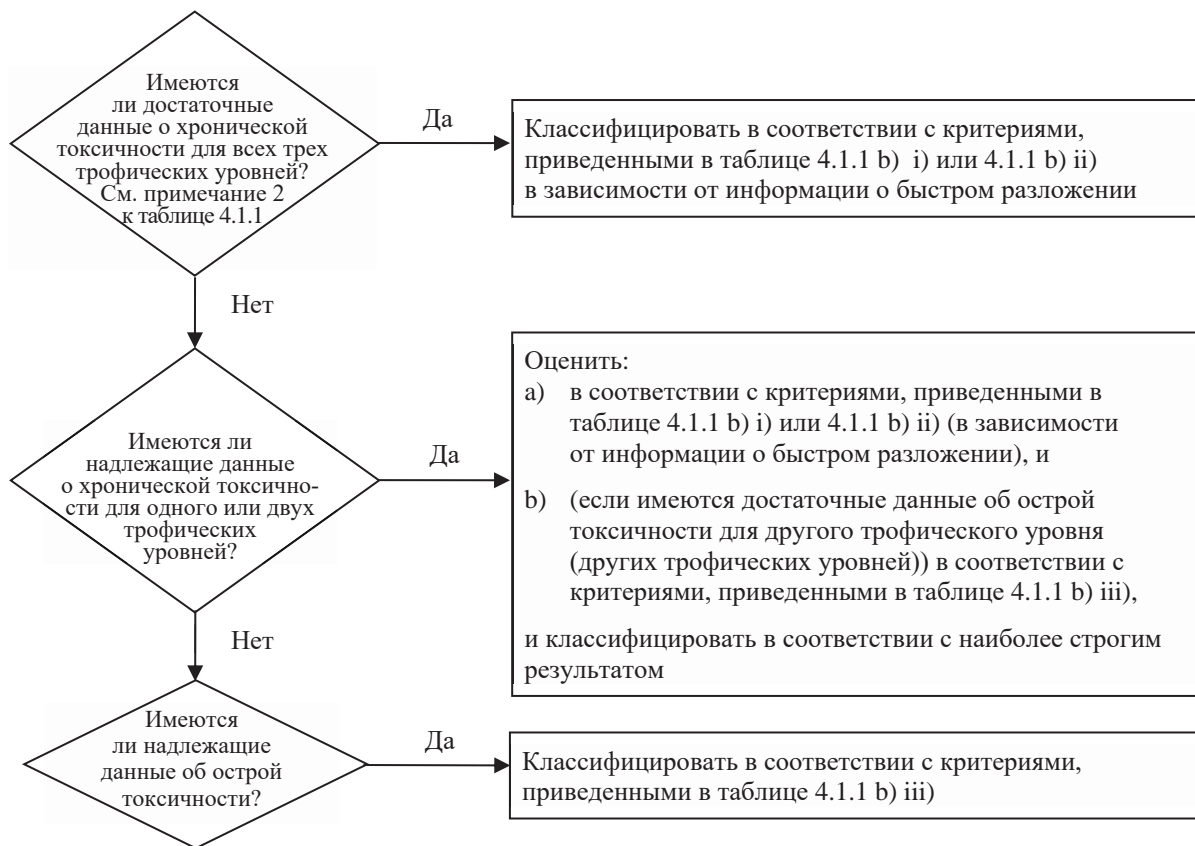 Имеются
ли достаточные
данные о хронической
токсичности для всех трех
трофических уровней?
См. примечание 2
к таблице 4.1.1
Да
Классифицировать в соответствии с критериями,
приведенными в таблице 4.1.1 b) i) или 4.1.1 b) ii)
в зависимости от информации о быстром разложении
Нет
Имеются ли
надлежащие данные
о хронической токсично-
сти для одного или двух
трофических
уровней?
Да
Оценить:
a) в соответствии с критериями, приведенными в
таблице 4.1.1 b) i) или 4.1.1 b) ii) (в зависимости
от информации о быстром разложении), и
b) (если имеются достаточные данные об острой
токсичности для другого трофического уровня
(других трофических уровней)) в соответствии с
критериями, приведенными в таблице 4.1.1 b) iii),
и классифицировать в соответствии с наиболее строгим
результатом
Нет
Имеются
ли надлежащие
данные об острой
токсичности?
Да
Классифицировать в соответствии с критериями,
приведенными в таблице 4.1.1 b) iii)